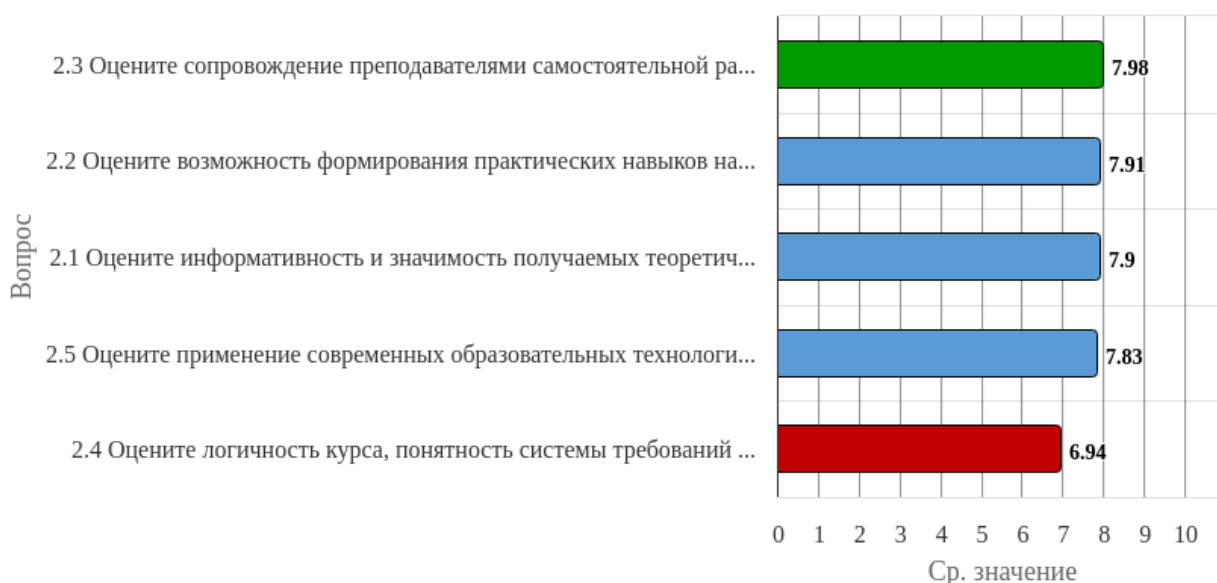 2.3 Оцените сопровождение преподавателями самостоятельной ра...
7.98
2.2 Оцените возможность формирования практических навыков на...
7.91
2.1 Оцените информативность и значимость получаемых теоретич...
7.9
2.5 Оцените применение современных образовательных технологи...
7.83
2.4 Оцените логичность курса, понятность системы требований ...
6.94
Вопрос
0 1 2 3 4 5 6 7 8 9 10
Ср. значение